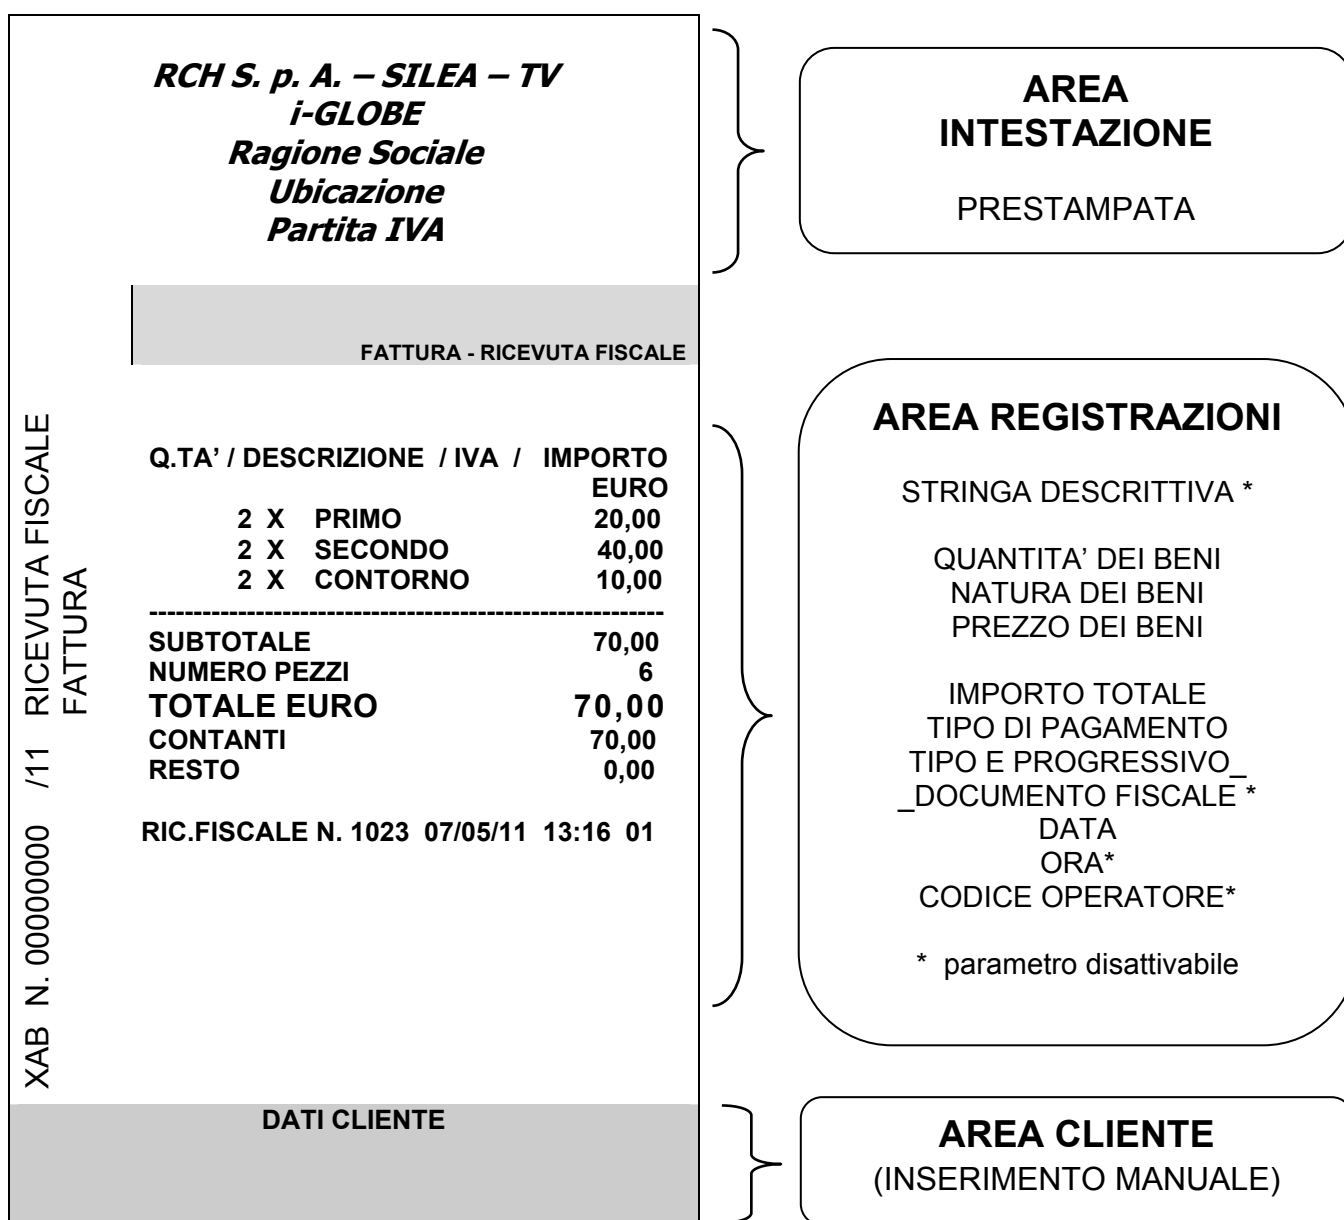 RCH S. p. A. – SILEA – TV
i-GLOBE
Ragione Sociale
Ubicazione
Partita IVA
FATTURA - RICEVUTA FISCALE
Q.TA' / DESCRIZIONE / IVA / IMPORTO
EURO
2 X PRIMO 20,00
2 X SECONDO 40,00
2 X CONTORNO 10,00
----------------------------------------------------------
SUBTOTALE 70,00
NUMERO PEZZI 6
TOTALE EURO 70,00
CONTANTI 70,00
RESTO 0,00
RIC.FISCALE N. 1023 07/05/11 13:16 01
XAB N. 00000000 /11 RICEVUTA FISCALE
FATTURA
DATI CLIENTE
AREA
INTESTAZIONE
PRESTAMPATA
AREA REGISTRAZIONI
STRINGA DESCRITTIVA *
QUANTITA' DEI BENI
NATURA DEI BENI
PREZZO DEI BENI
IMPORTO TOTALE
TIPO DI PAGAMENTO
TIPO E PROGRESSIVO_
_DOCUMENTO FISCALE *
DATA
ORA*
CODICE OPERATORE*
* parametro disattivabile
AREA CLIENTE
(INSERIMENTO MANUALE)